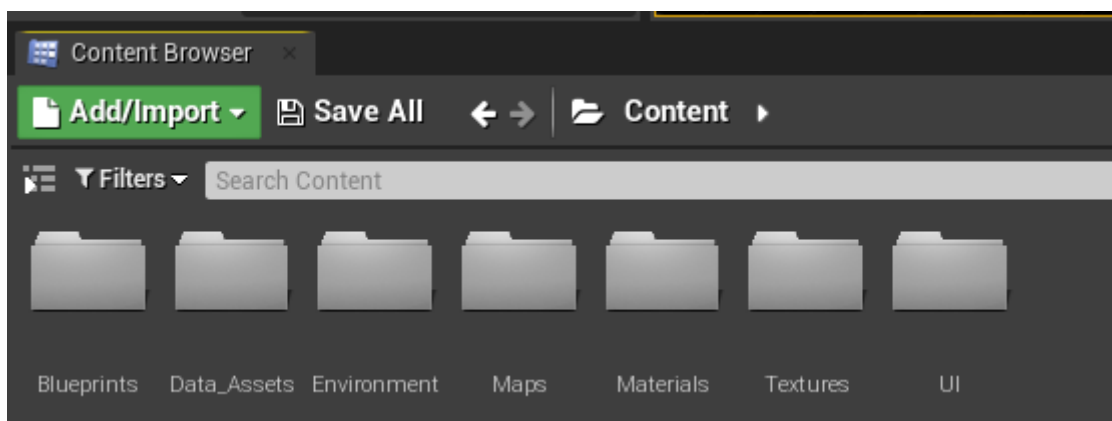 Content Browser
Add/Import Save All Content
Filters Search Content
Blueprints Data_Assets Environment Maps Materials Textures UI